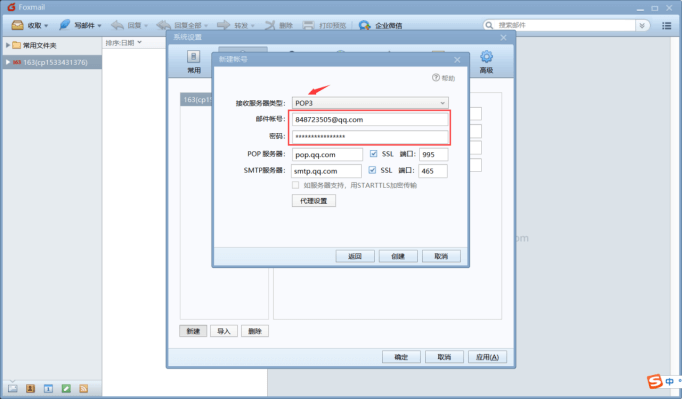 Foxmail
收取 写邮件 回复 回复全部 转发 删除 打印预览 企业微信 搜索邮件
常用文件夹 排序:日期
163(cp1533431376)
系统设置
常用 高级
新建帐号
帮助
163(cp15
接收服务器类型: POP3
邮件帐号: 848723505@qq.com
密码: ****************
POP 服务器: pop.qq.com SSL 端口: 995
SMTP服务器: smtp.qq.com SSL 端口: 465
如服务器支持，用STARTTLS加密传输
代理设置
返回 创建 取消
新建 导入 删除
确定 取消 应用(A)
中